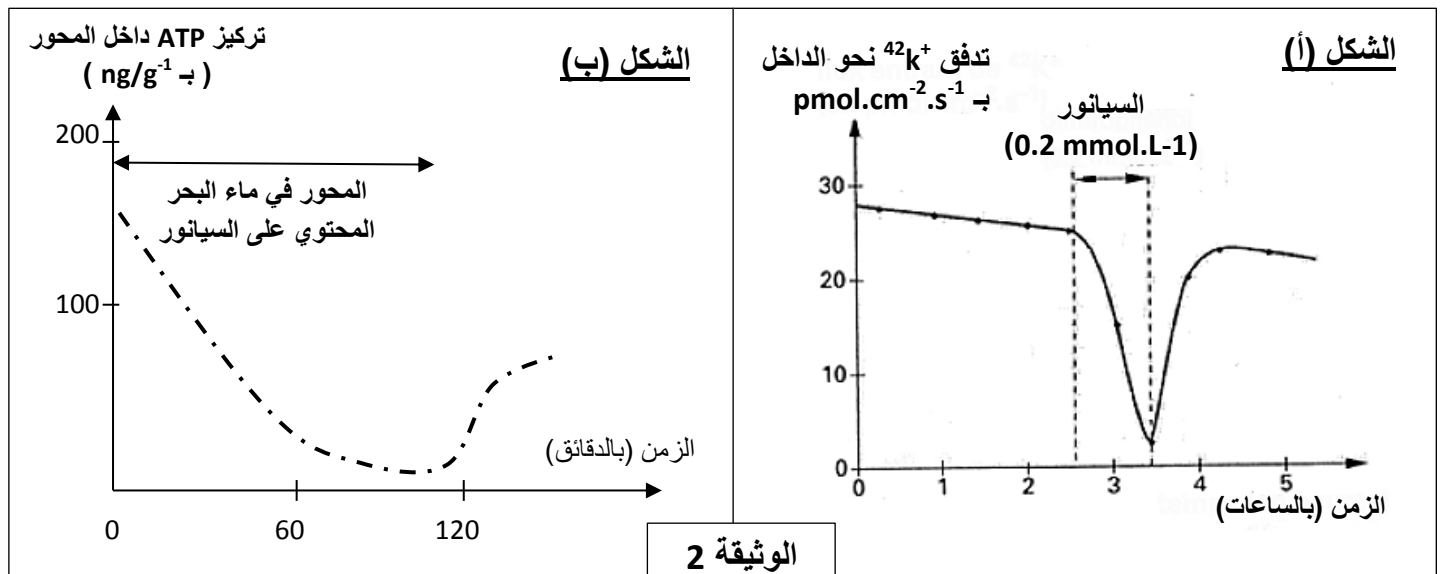 الشكل (أ)
تدفق ⁴²k⁺ نحو الداخل
بـ pmol.cm⁻².s⁻¹
السيانور
(0.2 mmol.L-1)
30
20
10
0
0 1 2 3 4 5
الزمن (بالساعات)
الشكل (ب)
تركيز ATP داخل المحور
( بـ ng/g⁻¹ )
200
المحور في ماء البحر
المحتوي على السيانور
100
الزمن (بالدقائق)
0 60 120
الوثيقة 2